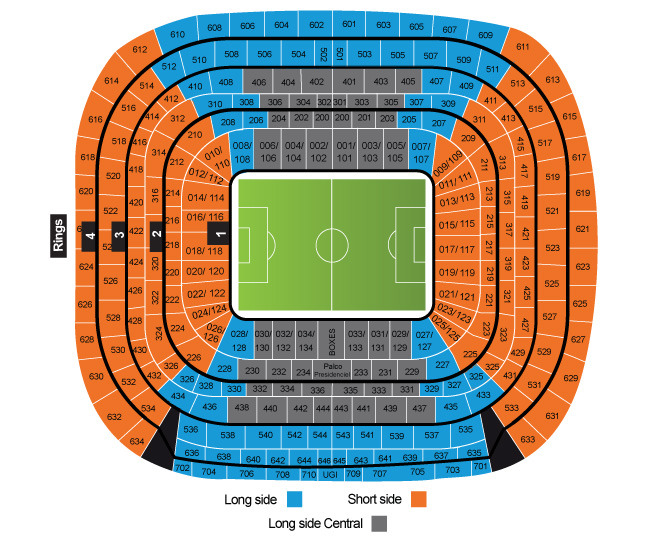 610 608 606 604 602 601 603 605 607 609
612 510 508 506 504 502 501 503 505 507 509 511 611
614 512 410 408 406 404 402 401 403 405 407 409 511 513 613
616 514 412 310 308 306 304 302 301 303 305 307 309 411 413 515 615
618 516 414 312 210 208 206 204 202 200 200 201 203 205 207 209 311 415 517 617
008/ 108 006/ 106 004/ 104 002/ 102 001/ 101 003/ 103 005/ 105 007/ 107
010/ 110 009/109
012/ 112 011/ 111
014/ 114 013/ 113
016/ 116 015/ 115
018/ 118 017/ 117
020/ 120 019/ 119
022/ 122 021/ 121
024/ 124 023/ 123
026/ 126 025/125
028/ 128 030/ 130 032/ 132 034/ 134 BOXES 033/ 133 031/ 131 029/ 129 027/ 127
Rings
4 3 2 1
620 622 624 626 628 630 632 634
522 524 526 528 530 532 534
416 418 420 422 426 428 430 432 434
314 316 320 322 324 326 328
212 214 216 218 220 222 224 226
211 213 215 217 219 221 223 225
313 315 317 319 321 323 325
415 417 419 421 423 425 427 429 431
519 521 523 525 527 529 531 533
619 621 623 625 627 629 631 633
228 230 232 234 Palco Presidenciel 233 231 229 227
330 332 334 336 335 333 331 329 327
436 438 440 442 444 443 441 439 437 435 433
536 538 540 542 544 543 541 539 537 535
636 638 640 642 644 646 645 643 641 639 637 635
702 704 706 708 710 UGI 709 707 705 703 701
Long side Short side
Long side Central